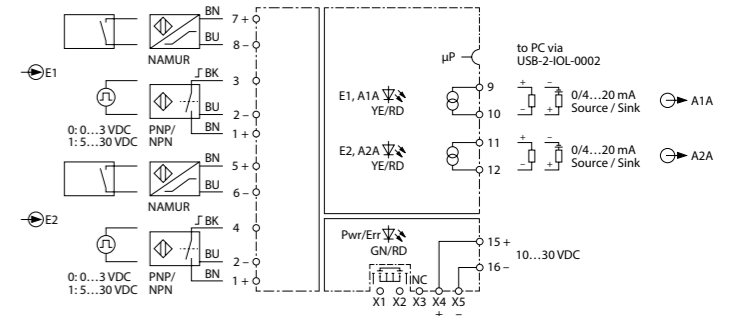 BN 7 +
BU 8 –
NAMUR
E1
BK 3
BU 2 –
BN 1 +
0: 0…3 VDC
1: 5…30 VDC
PNP/
NPN
BN 5 +
BU 6 –
NAMUR
E2
BK 4
BU 2 –
BN 1 +
0: 0…3 VDC
1: 5…30 VDC
PNP/
NPN
µP
to PC via
USB-2-IOL-0002
E1, A1A
YE/RD
9
10
+ –
– +
0/4…20 mA
Source / Sink
A1A
E2, A2A
YE/RD
11
12
+ –
– +
0/4…20 mA
Source / Sink
A2A
Pwr/Err
GN/RD
15 +
16 –
10…30 VDC
INC
X1 X2 X3 X4 X5
+ –